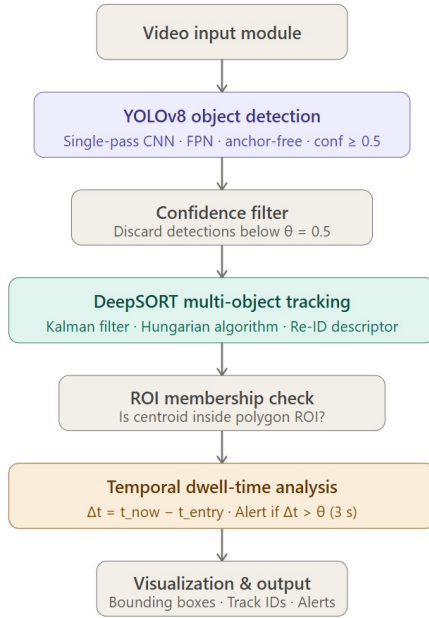 Video input module
YOLOv8 object detection
Single-pass CNN · FPN · anchor-free · conf ≥ 0.5
Confidence filter
Discard detections below θ = 0.5
DeepSORT multi-object tracking
Kalman filter · Hungarian algorithm · Re-ID descriptor
ROI membership check
Is centroid inside polygon ROI?
Temporal dwell-time analysis
Δt = t_now − t_entry · Alert if Δt > θ (3 s)
Visualization & output
Bounding boxes · Track IDs · Alerts